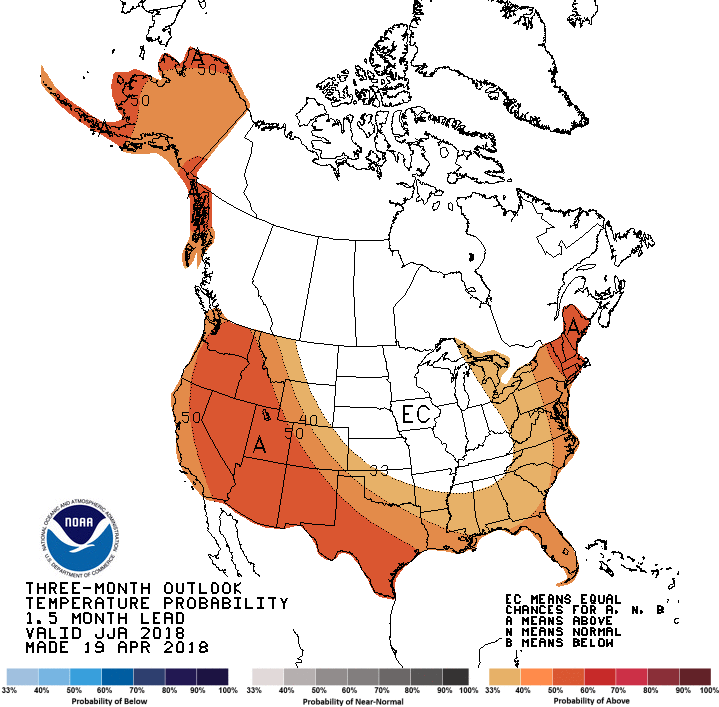 A
50
50
A
A
A
50
EC
40
50
A
33
NATIONAL OCEANIC AND ATMOSPHERIC ADMINISTRATION
NOAA
U.S. DEPARTMENT OF COMMERCE
THREE-MONTH OUTLOOK
TEMPERATURE PROBABILITY
1.5 MONTH LEAD
VALID JJA 2018
MADE 19 APR 2018
EC MEANS EQUAL
CHANCES FOR A, N, B
A MEANS ABOVE
N MEANS NORMAL
B MEANS BELOW
33% 40% 50% 60% 70% 80% 90% 100%
Probability of Below
33% 40% 50% 60% 70% 80% 90% 100%
Probability of Near-Normal
33% 40% 50% 60% 70% 80% 90% 100%
Probability of Above